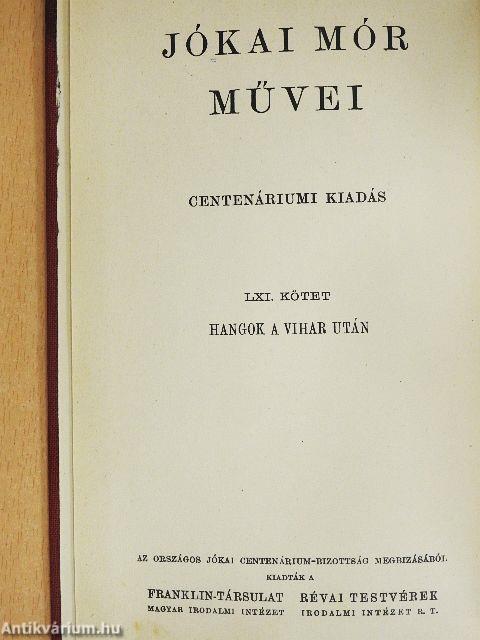 JÓKAI MÓR
MŰVEI
CENTENÁRIUMI KIADÁS
LXI. KÖTET
HANGOK A VIHAR UTÁN
AZ ORSZÁGOS JÓKAI CENTENÁRIUM-BIZOTTSÁG MEGBIZÁSÁBÓL
KIADTÁK A
FRANKLIN-TÁRSULAT RÉVAI TESTVÉREK
MAGYAR IRODALMI INTÉZET IRODALMI INTÉZET R. T.
Antikvárium.hu